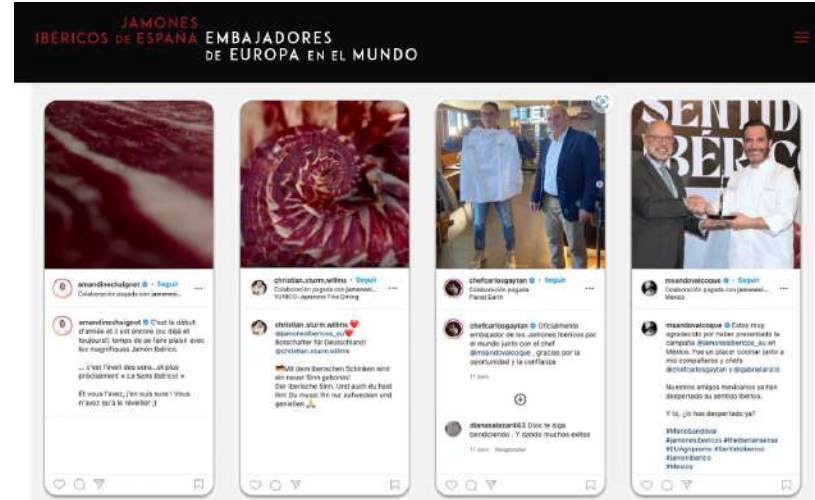 JAMONES
IBÉRICOS DE ESPAÑA EMBAJADORES
DE EUROPA EN EL MUNDO
amandinechaignot · Seguir
Colaboración pagada con jamonesi...
amandinechaignot C'est le début
d'année et il est encore (ou déjà et
toujours!) temps de se faire plaisir avec
les magnifiques Jamón Ibérico.
... c'est l'éveil des sens...et plus
précisément « Le Sens Ibérico! »
Et vous l'avez, j'en suis sure ! Vous
n'avez qu'à le réveiller ;)
christian.sturm.willms · Seguir
Colaboración pagada con jamonesi...
YUNICO-Japanese Fine Dining
christian.sturm.willms
@jamonesibericos_eu
Botschafter für Deutschland!
@christian.sturm.willms
Mit dem Iberischen Schinken wird
ein neuer Sinn geboren!
Der Iberische Sinn. Und auch du hast
ihn! Du musst ihn nur aufwecken und
genießen
chefcarlosgaytan · Seguir
Colaboración pagada
Planet Earth
chefcarlosgaytan Oficialmente
embajador de los Jamones Ibéricos por
el mundo junto con el chef
@msandovalcoque , gracias por la
oportunidad y la confianza
11 sem
dianasalazar863 Dios te siga
bendiciendo . Y dando muchos exitos
11 sem Responder
SENTID
IBÉRICO
msandovalcoque · Seguir
Colaboración pagada con jamonesi...
Mexico
msandovalcoque Estoy muy
agradecido por haber presentado la
campaña @jamonesibericos_eu en
México. Fue un placer cocinar junto a
mis compañeros y chefs
@chefcarlosgaytan y
Nuestros amigos mexicanos ya han
despertado su sentido ibérico.
Y tú, ¿lo has despertado ya?
#MarioSandoval
#jamonesibericos #theiberiansense
#EUAgripromo #SentidoIbérico
#jamoniberico
#Mexico